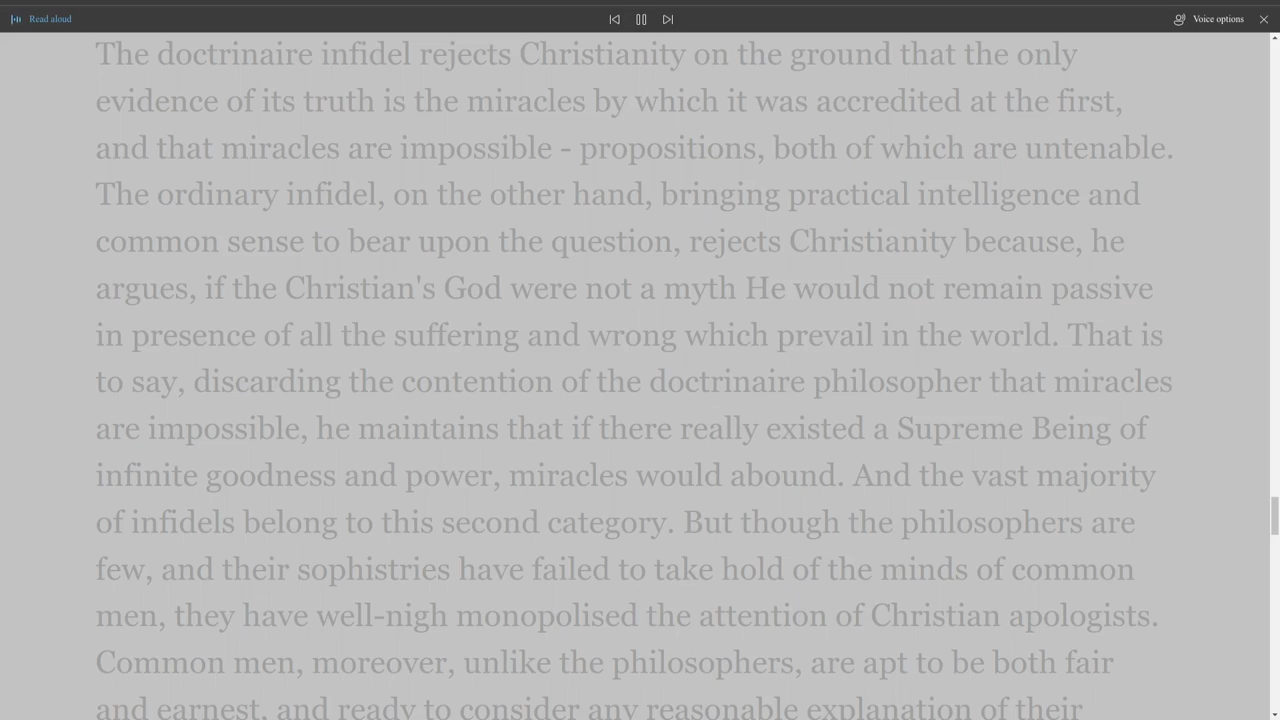 Read aloud
Voice options
The doctrinaire infidel rejects Christianity on the ground that the only
evidence of its truth is the miracles by which it was accredited at the first,
and that miracles are impossible - propositions, both of which are untenable.
The ordinary infidel, on the other hand, bringing practical intelligence and
common sense to bear upon the question, rejects Christianity because, he
argues, if the Christian's God were not a myth He would not remain passive
in presence of all the suffering and wrong which prevail in the world. That is
to say, discarding the contention of the doctrinaire philosopher that miracles
are impossible, he maintains that if there really existed a Supreme Being of
infinite goodness and power, miracles would abound. And the vast majority
of infidels belong to this second category. But though the philosophers are
few, and their sophistries have failed to take hold of the minds of common
men, they have well-nigh monopolised the attention of Christian apologists.
Common men, moreover, unlike the philosophers, are apt to be both fair
and earnest, and ready to consider any reasonable explanation of their